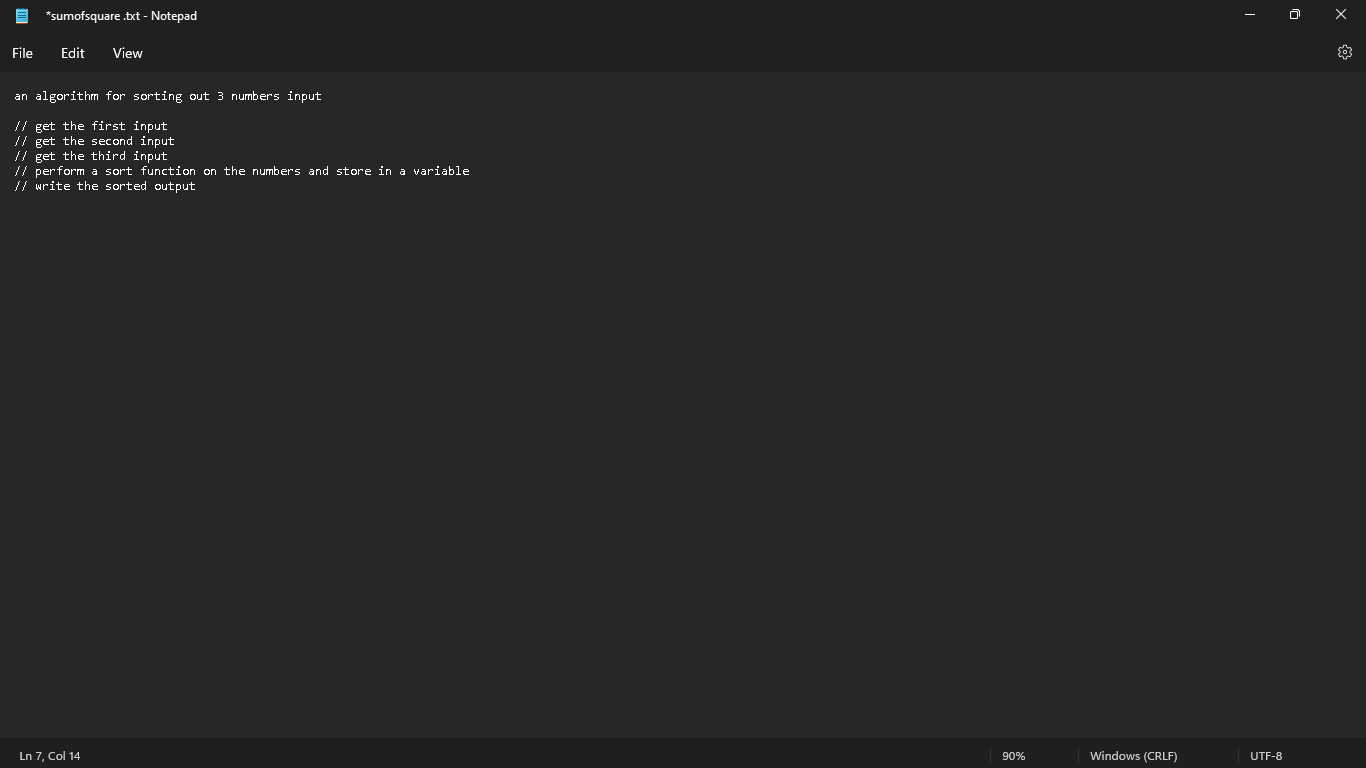 *sumofsquare .txt - Notepad
File Edit View
an algorithm for sorting out 3 numbers input
// get the first input
// get the second input
// get the third input
// perform a sort function on the numbers and store in a variable
// write the sorted output
Ln 7, Col 14 90% Windows (CRLF) UTF-8